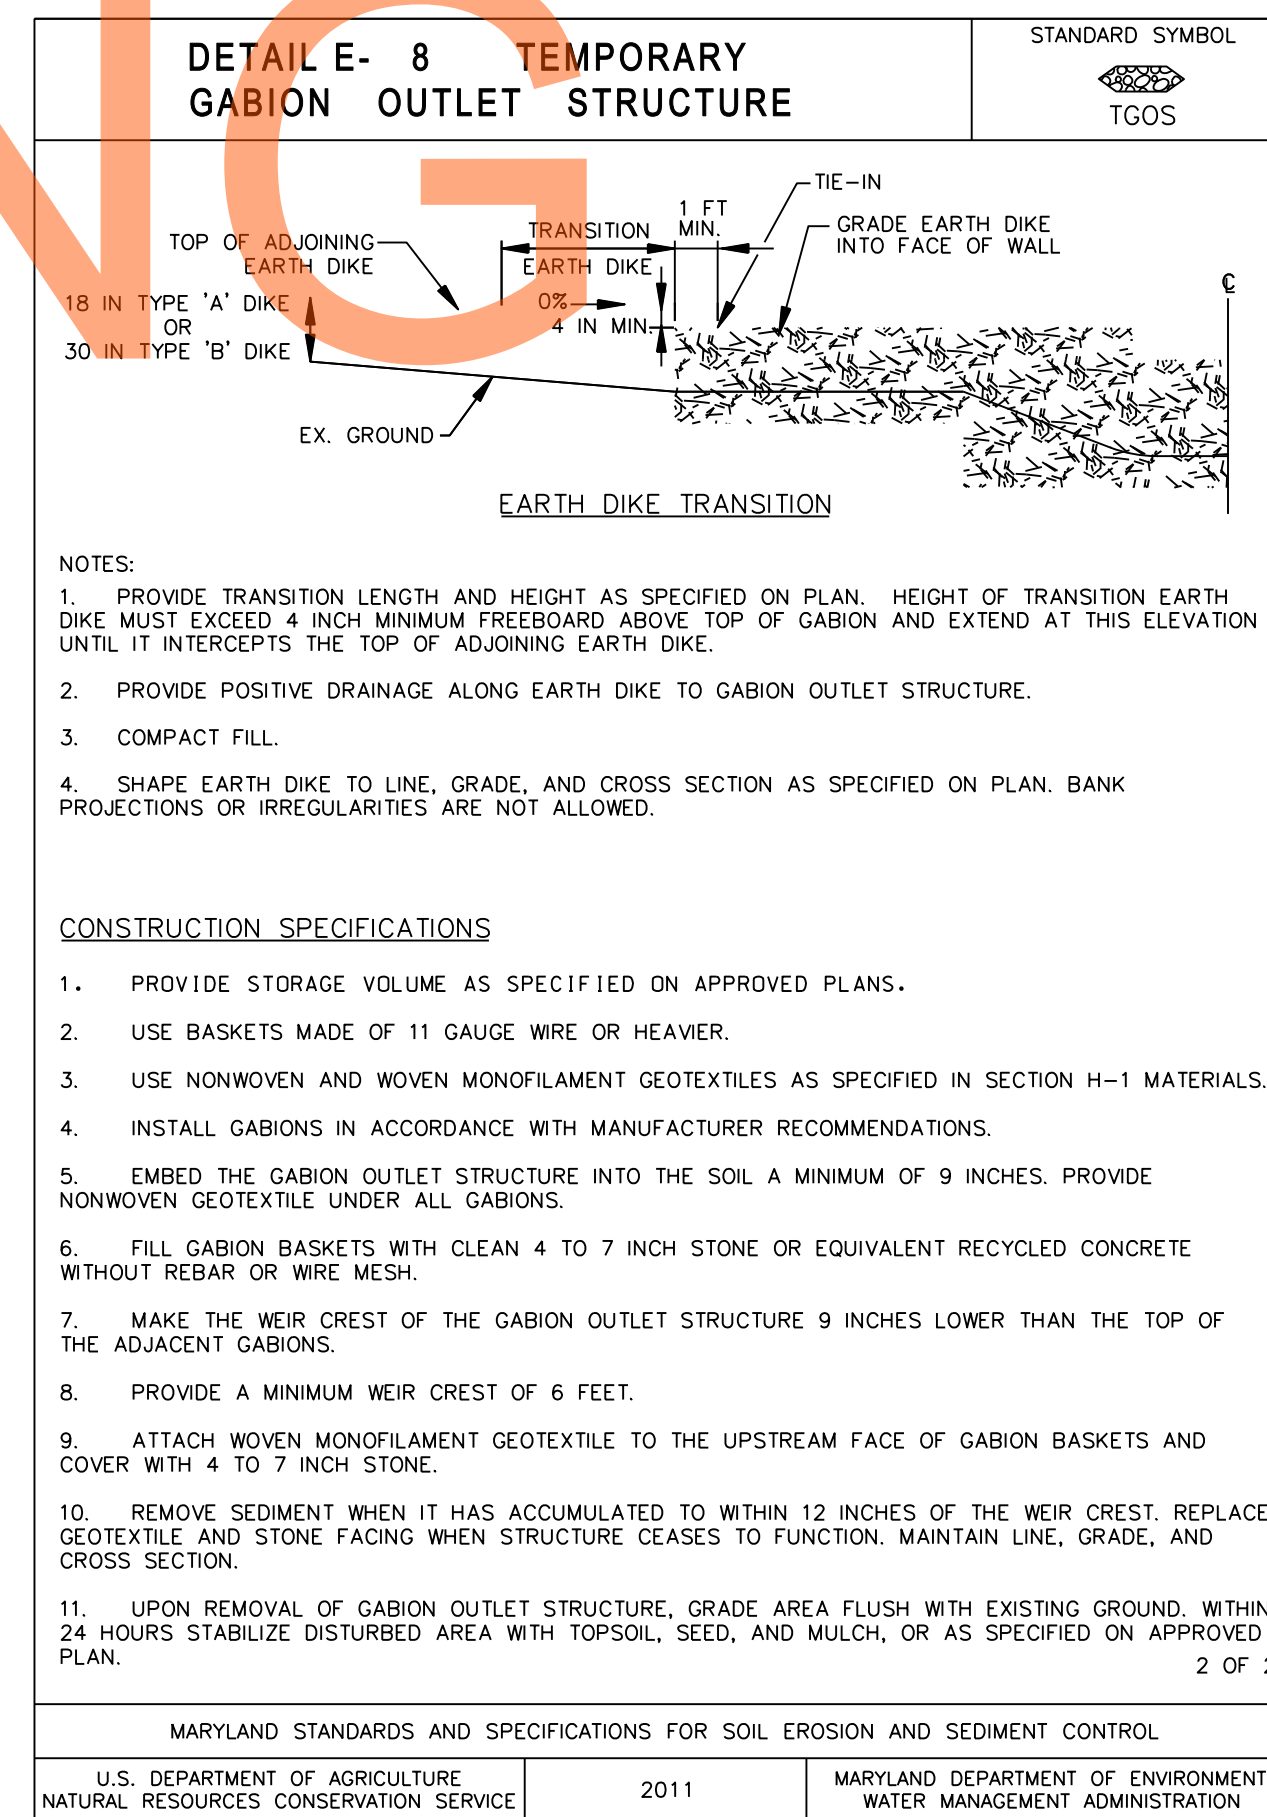 DETAIL E- 8 TEMPORARY
GABION OUTLET STRUCTURE
STANDARD SYMBOL
TGOS
NG
TIE-IN
1 FT
MIN.
TRANSITION
EARTH DIKE
GRADE EARTH DIKE
INTO FACE OF WALL
TOP OF ADJOINING
EARTH DIKE
18 IN TYPE 'A' DIKE
OR
30 IN TYPE 'B' DIKE
0%
4 IN MIN.
℄
EX. GROUND
EARTH DIKE TRANSITION
NOTES:
1. PROVIDE TRANSITION LENGTH AND HEIGHT AS SPECIFIED ON PLAN. HEIGHT OF TRANSITION EARTH
DIKE MUST EXCEED 4 INCH MINIMUM FREEBOARD ABOVE TOP OF GABION AND EXTEND AT THIS ELEVATION
UNTIL IT INTERCEPTS THE TOP OF ADJOINING EARTH DIKE.
2. PROVIDE POSITIVE DRAINAGE ALONG EARTH DIKE TO GABION OUTLET STRUCTURE.
3. COMPACT FILL.
4. SHAPE EARTH DIKE TO LINE, GRADE, AND CROSS SECTION AS SPECIFIED ON PLAN. BANK
PROJECTIONS OR IRREGULARITIES ARE NOT ALLOWED.
CONSTRUCTION SPECIFICATIONS
1. PROVIDE STORAGE VOLUME AS SPECIFIED ON APPROVED PLANS.
2. USE BASKETS MADE OF 11 GAUGE WIRE OR HEAVIER.
3. USE NONWOVEN AND WOVEN MONOFILAMENT GEOTEXTILES AS SPECIFIED IN SECTION H-1 MATERIALS.
4. INSTALL GABIONS IN ACCORDANCE WITH MANUFACTURER RECOMMENDATIONS.
5. EMBED THE GABION OUTLET STRUCTURE INTO THE SOIL A MINIMUM OF 9 INCHES. PROVIDE
NONWOVEN GEOTEXTILE UNDER ALL GABIONS.
6. FILL GABION BASKETS WITH CLEAN 4 TO 7 INCH STONE OR EQUIVALENT RECYCLED CONCRETE
WITHOUT REBAR OR WIRE MESH.
7. MAKE THE WEIR CREST OF THE GABION OUTLET STRUCTURE 9 INCHES LOWER THAN THE TOP OF
THE ADJACENT GABIONS.
8. PROVIDE A MINIMUM WEIR CREST OF 6 FEET.
9. ATTACH WOVEN MONOFILAMENT GEOTEXTILE TO THE UPSTREAM FACE OF GABION BASKETS AND
COVER WITH 4 TO 7 INCH STONE.
10. REMOVE SEDIMENT WHEN IT HAS ACCUMULATED TO WITHIN 12 INCHES OF THE WEIR CREST. REPLACE
GEOTEXTILE AND STONE FACING WHEN STRUCTURE CEASES TO FUNCTION. MAINTAIN LINE, GRADE, AND
CROSS SECTION.
11. UPON REMOVAL OF GABION OUTLET STRUCTURE, GRADE AREA FLUSH WITH EXISTING GROUND. WITHIN
24 HOURS STABILIZE DISTURBED AREA WITH TOPSOIL, SEED, AND MULCH, OR AS SPECIFIED ON APPROVED
PLAN.
2 OF 2
MARYLAND STANDARDS AND SPECIFICATIONS FOR SOIL EROSION AND SEDIMENT CONTROL
U.S. DEPARTMENT OF AGRICULTURE
NATURAL RESOURCES CONSERVATION SERVICE
2011
MARYLAND DEPARTMENT OF ENVIRONMENT
WATER MANAGEMENT ADMINISTRATION